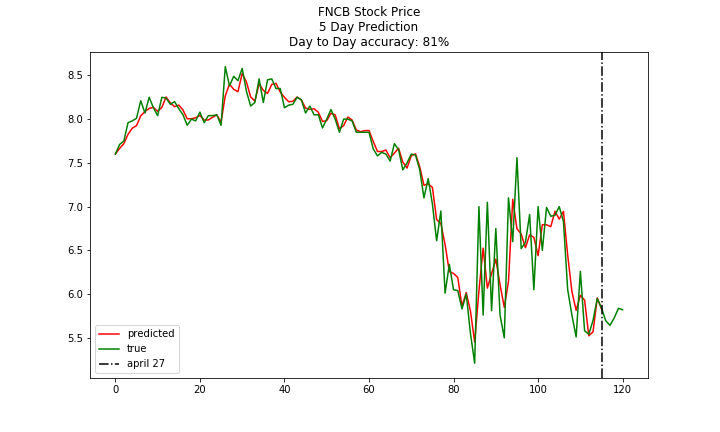 FNCB Stock Price
5 Day Prediction
Day to Day accuracy: 81%
8.5
8.0
7.5
7.0
6.5
6.0
5.5
predicted
true
april 27
0
20
40
60
80
100
120